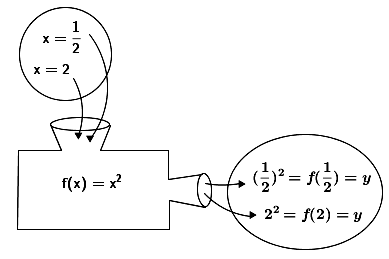 x = 1/2
x = 2
f(x) = x²
(1/2)² = f(1/2) = y
2² = f(2) = y